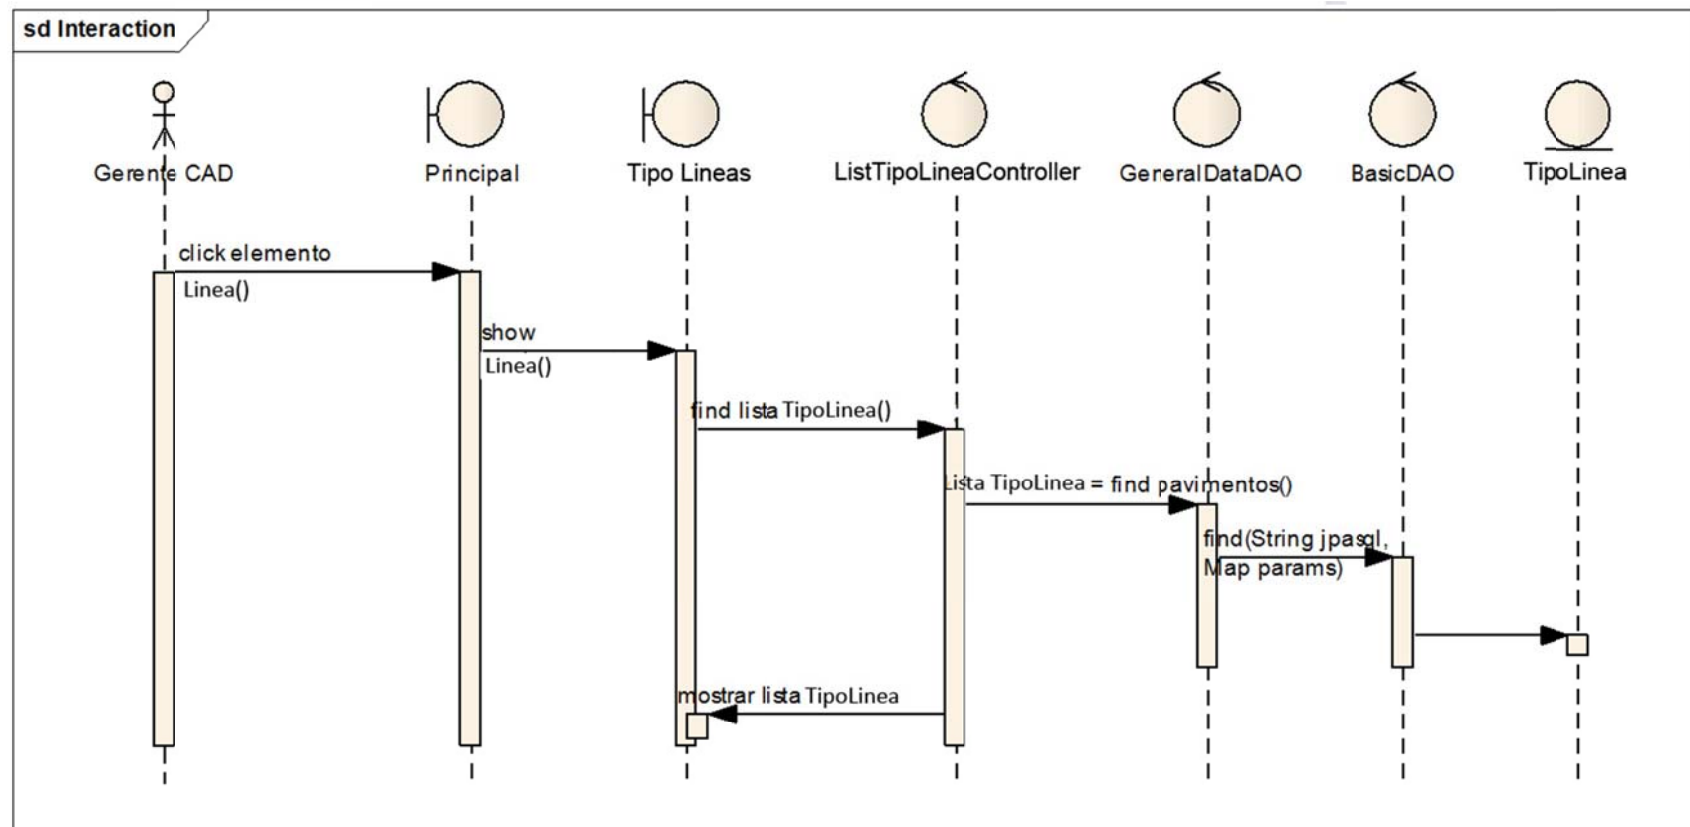 sd Interaction
Gerente CAD
Principal
Tipo Lineas
ListTipoLineaController
GeneralDataDAO
BasicDAO
TipoLinea
click elemento
Linea()
show
Linea()
find lista TipoLinea()
Lista TipoLinea = find pavimentos()
find(String jpasql,
Map params)
mostrar lista TipoLinea